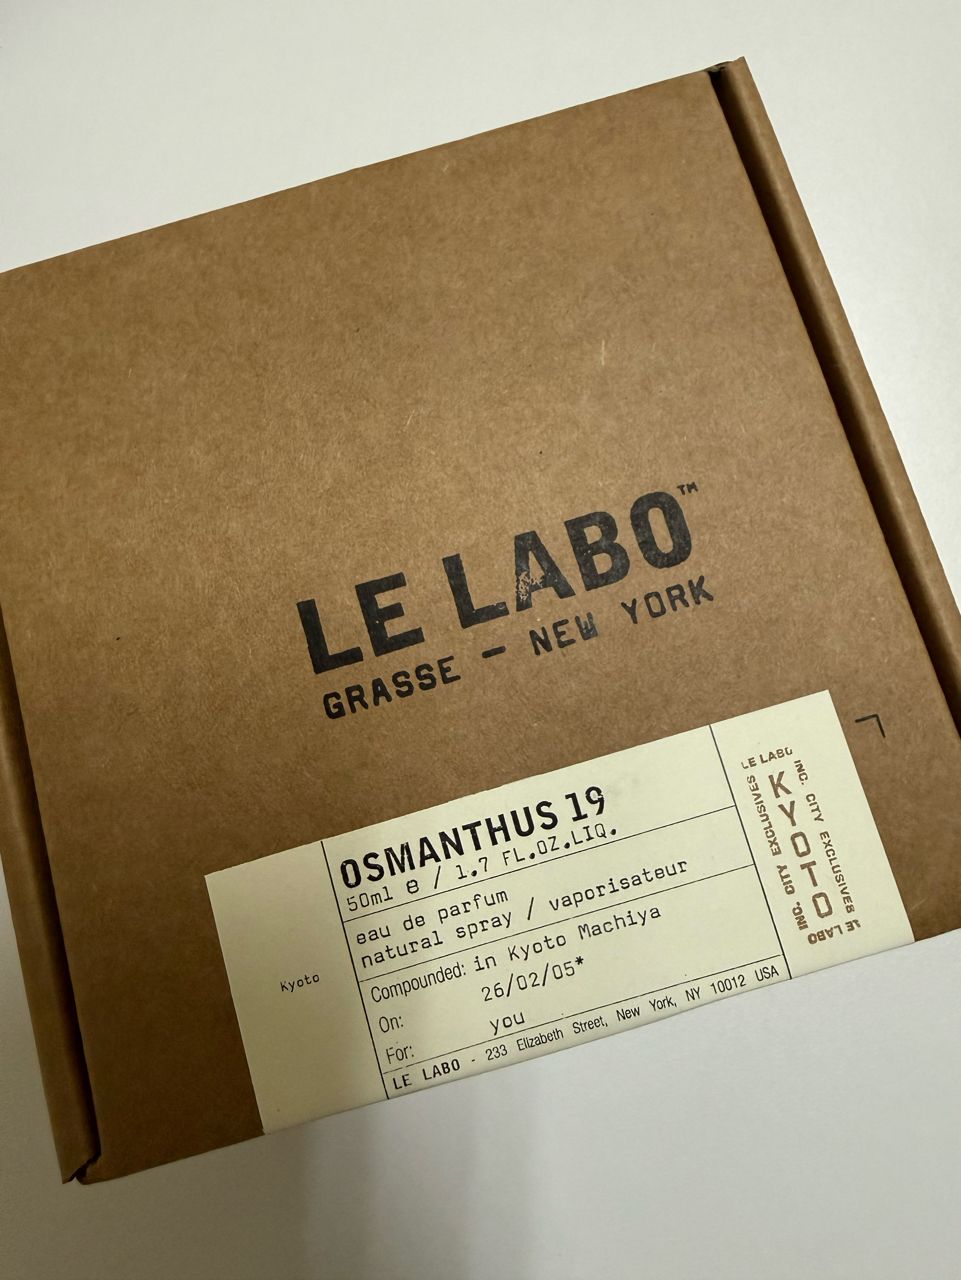 LE LABO™
GRASSE – NEW YORK
OSMANTHUS 19
50ml e / 1.7 FL.OZ.LIQ.
eau de parfum
natural spray / vaporisateur
Kyoto
Compounded: in Kyoto Machiya
On: 26/02/05*
For: you
LE LABO - 233 Elizabeth Street, New York, NY 10012 USA
KYOTO
LE LABO INC. CITY EXCLUSIVES
LE LABO INC. CITY EXCLUSIVES